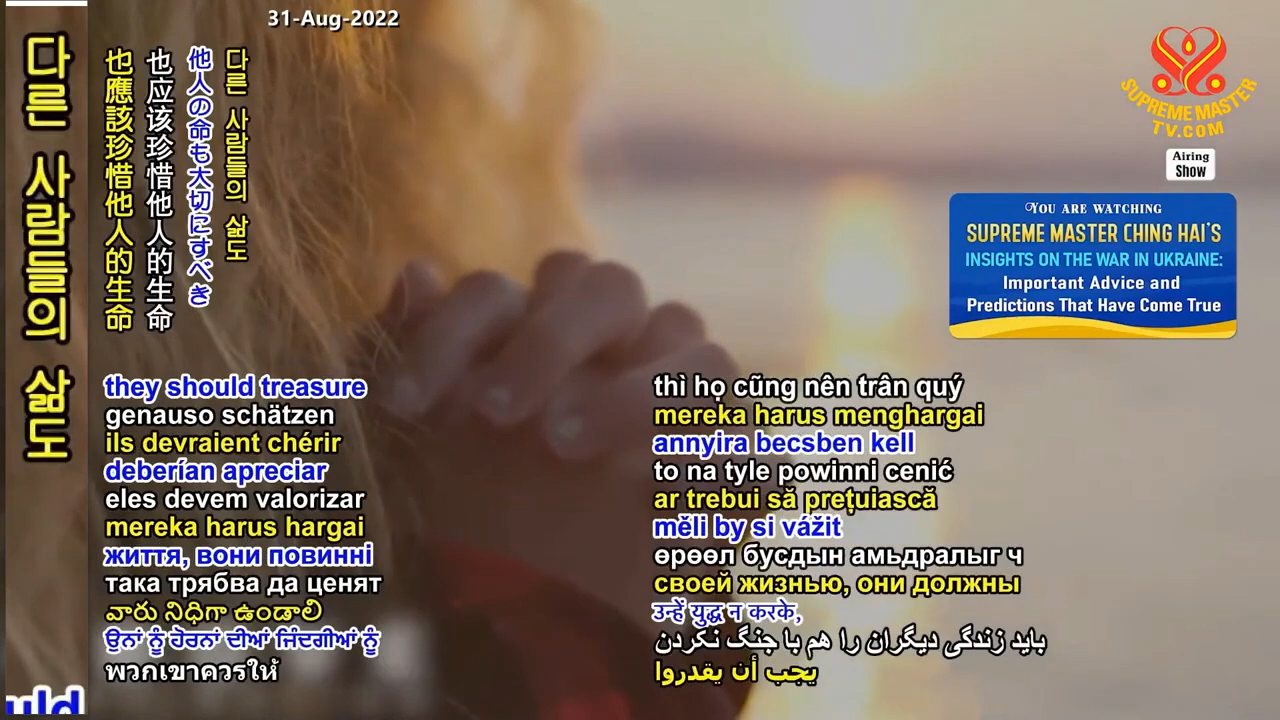 31-Aug-2022
다른 사람들의 삶도
也應該珍惜他人的生命
也应该珍惜他人的生命
他人の命も大切にすべき
다른 사람들의 삶도
SUPREME MASTER
TV.COM
Airing
Show
YOU ARE WATCHING
SUPREME MASTER CHING HAI'S
INSIGHTS ON THE WAR IN UKRAINE:
Important Advice and
Predictions That Have Come True
they should treasure
genauso schätzen
ils devraient chérir
deberían apreciar
eles devem valorizar
mereka harus hargai
життя, вони повинні
така трябва да ценят
వారు నిధిగా ఉండాలి
ਉਨਾਂ ਨੂੰ ਹੋਰਨਾਂ ਦੀਆਂ ਜਿੰਦਗੀਆਂ ਨੂੰ
พวกเขาควรให้
thì họ cũng nên trân quý
mereka harus menghargai
annyira becsben kell
to na tyle powinni cenić
ar trebui să prețuiască
měli by si vážit
өрөөл бусдын амьдралыг ч
своей жизнью, они должны
उन्हें युद्ध न करके,
باید زندگی دیگران را هم با جنگ نکردن
يجب أن يقدروا
uld